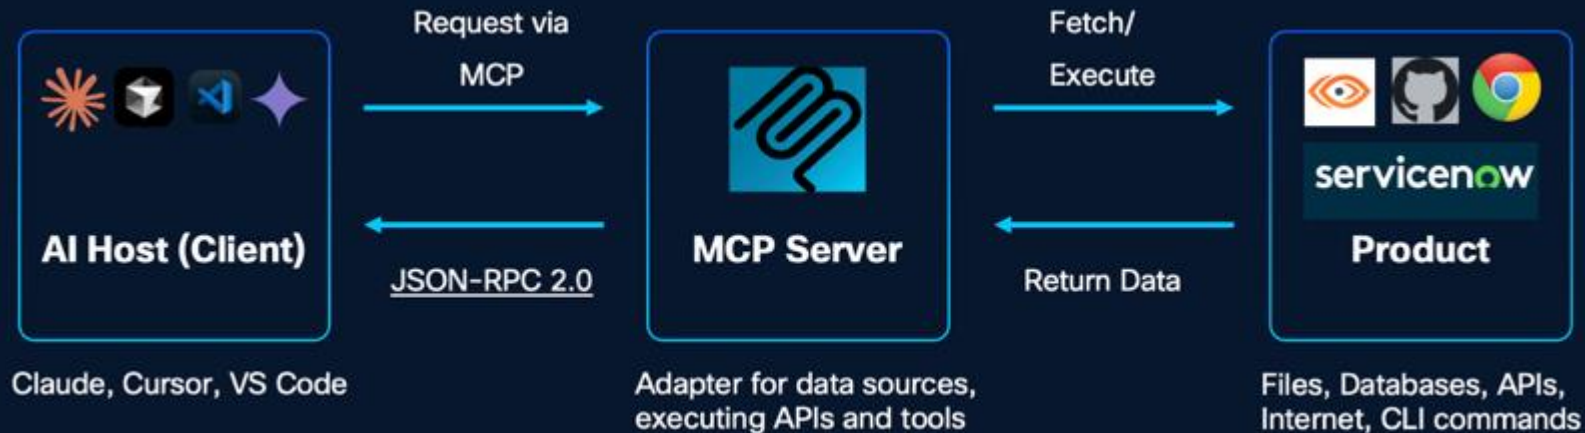 Request via
MCP
Fetch/
Execute
servicenow
AI Host (Client)
MCP Server
Product
JSON-RPC 2.0
Return Data
Claude, Cursor, VS Code
Adapter for data sources,
executing APIs and tools
Files, Databases, APIs,
Internet, CLI commands